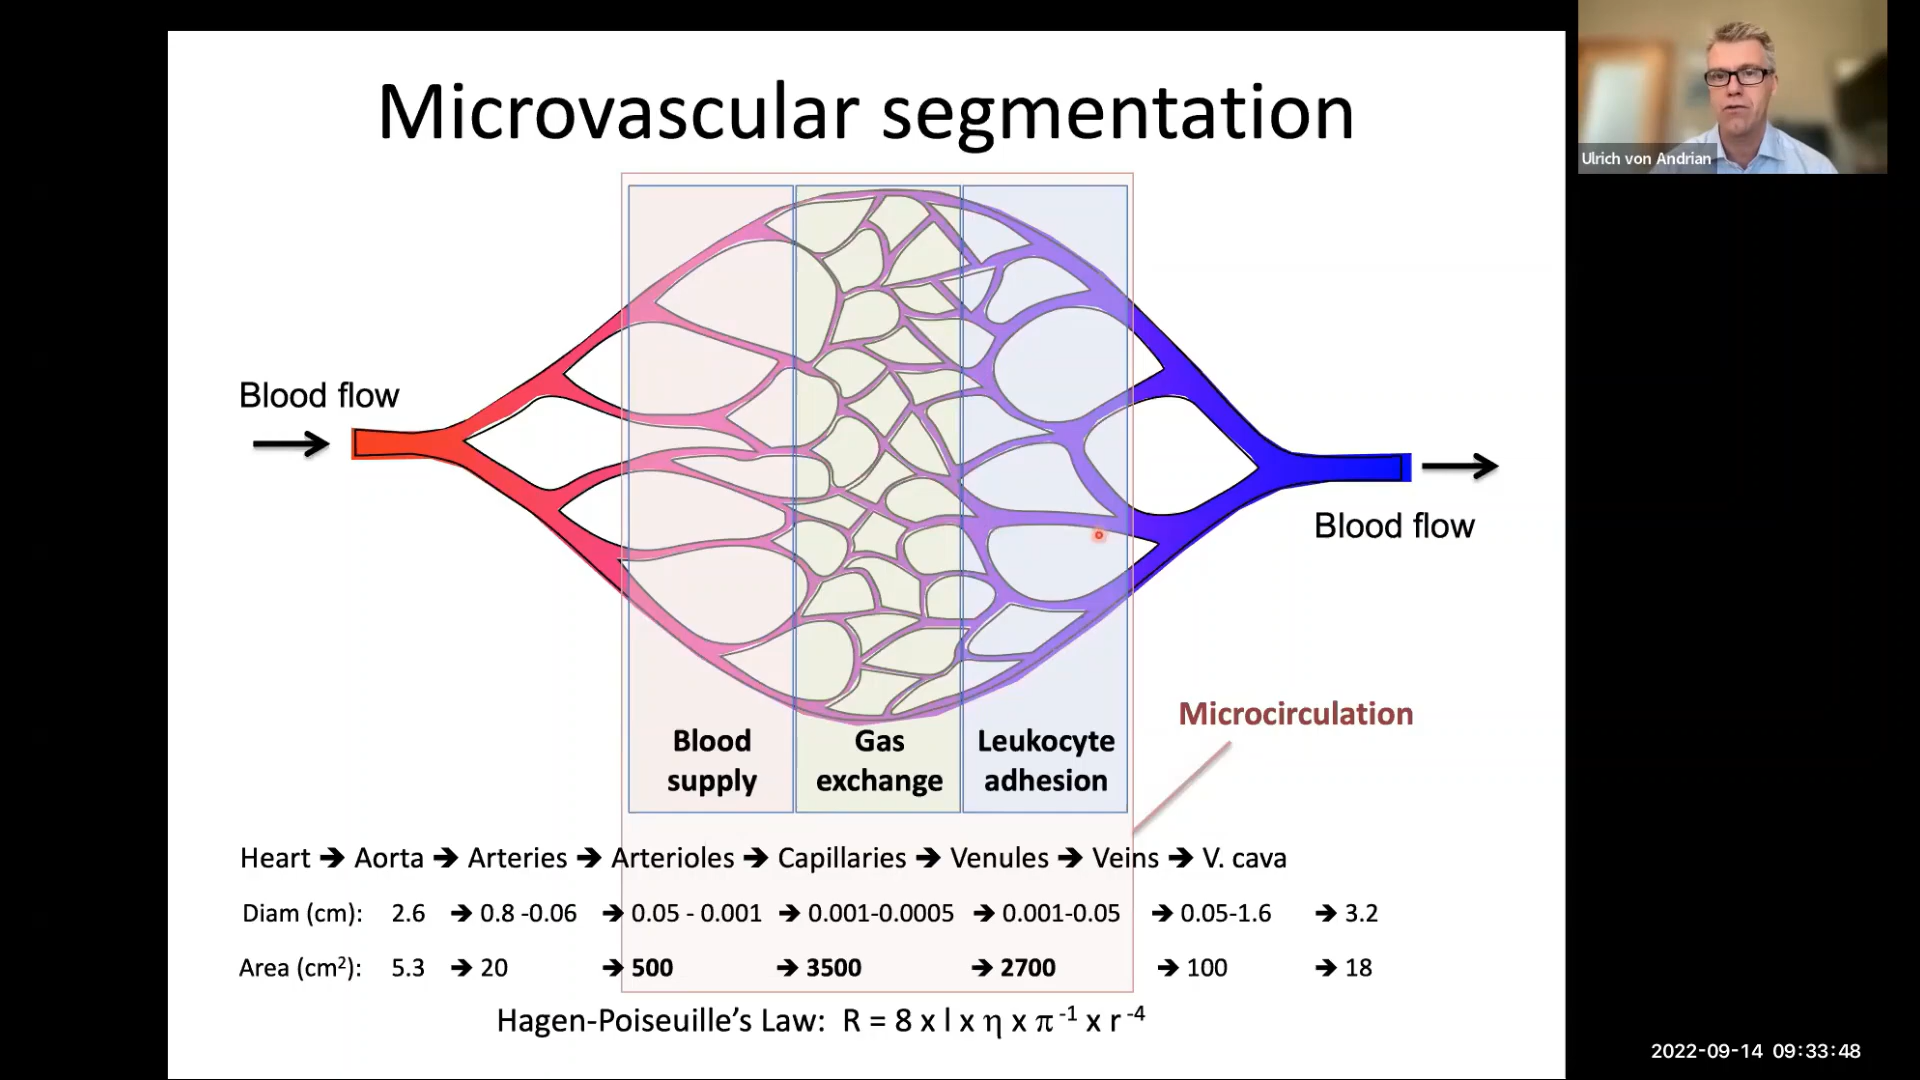 Microvascular segmentation
Ulrich von Andrian
Blood flow
Blood flow
Microcirculation
Blood
supply
Gas
exchange
Leukocyte
adhesion
Heart ➔ Aorta ➔ Arteries ➔ Arterioles ➔ Capillaries ➔ Venules ➔ Veins ➔ V. cava
Diam (cm): 2.6 ➔ 0.8 -0.06 ➔ 0.05 - 0.001 ➔ 0.001-0.0005 ➔ 0.001-0.05 ➔ 0.05-1.6 ➔ 3.2
Area (cm²): 5.3 ➔ 20 ➔ 500 ➔ 3500 ➔ 2700 ➔ 100 ➔ 18
Hagen-Poiseuille's Law: R = 8 x l x η x π⁻¹ x r⁻⁴
2022-09-14 09:33:48